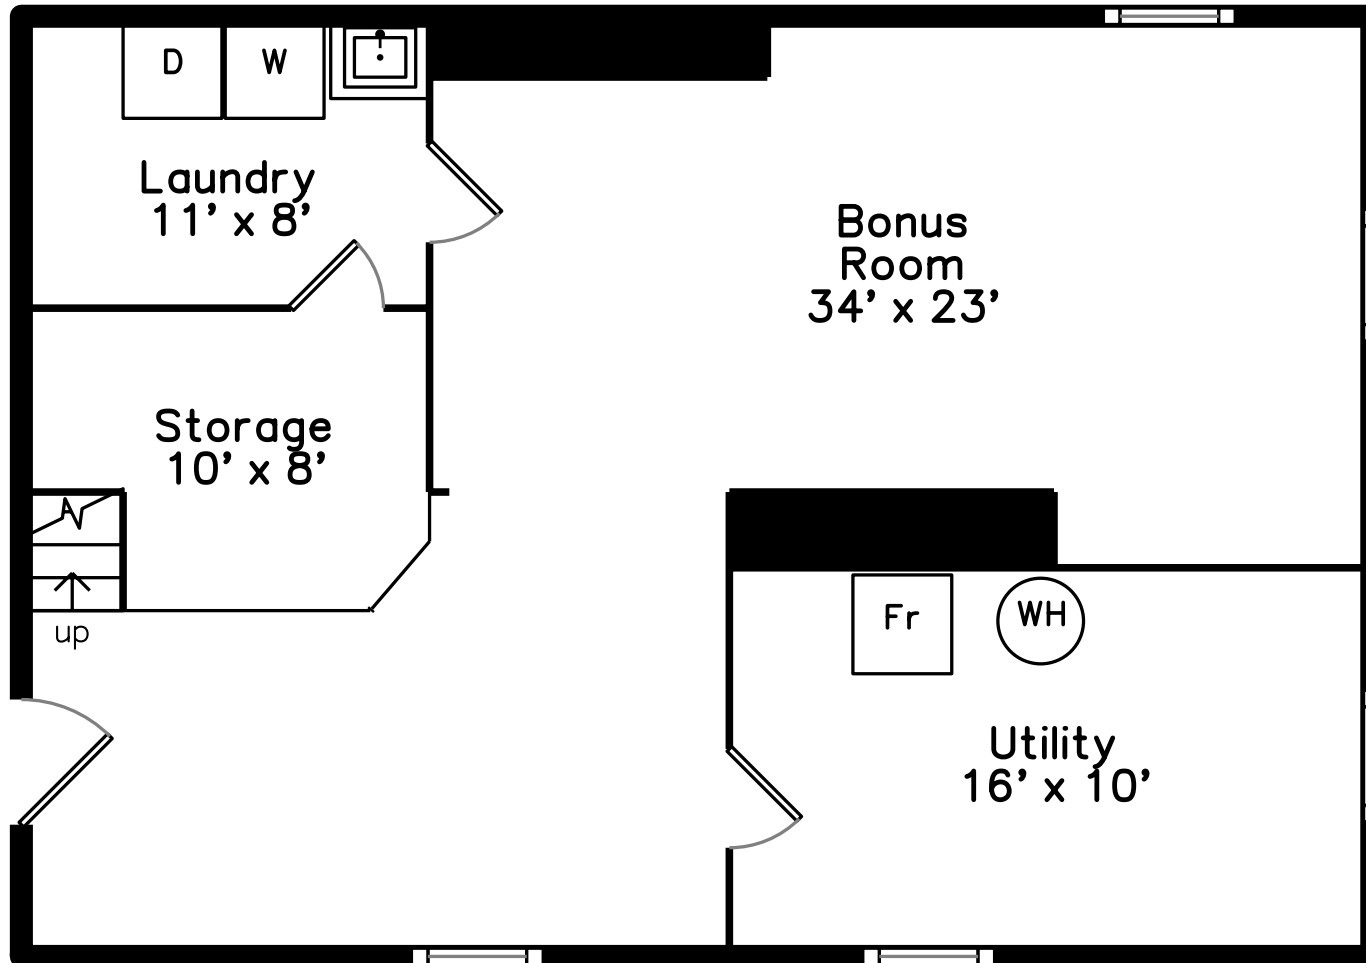 D
W
Laundry
11' x 8'
Bonus
Room
34' x 23'
Storage
10' x 8'
up
Fr
WH
Utility
16' x 10'